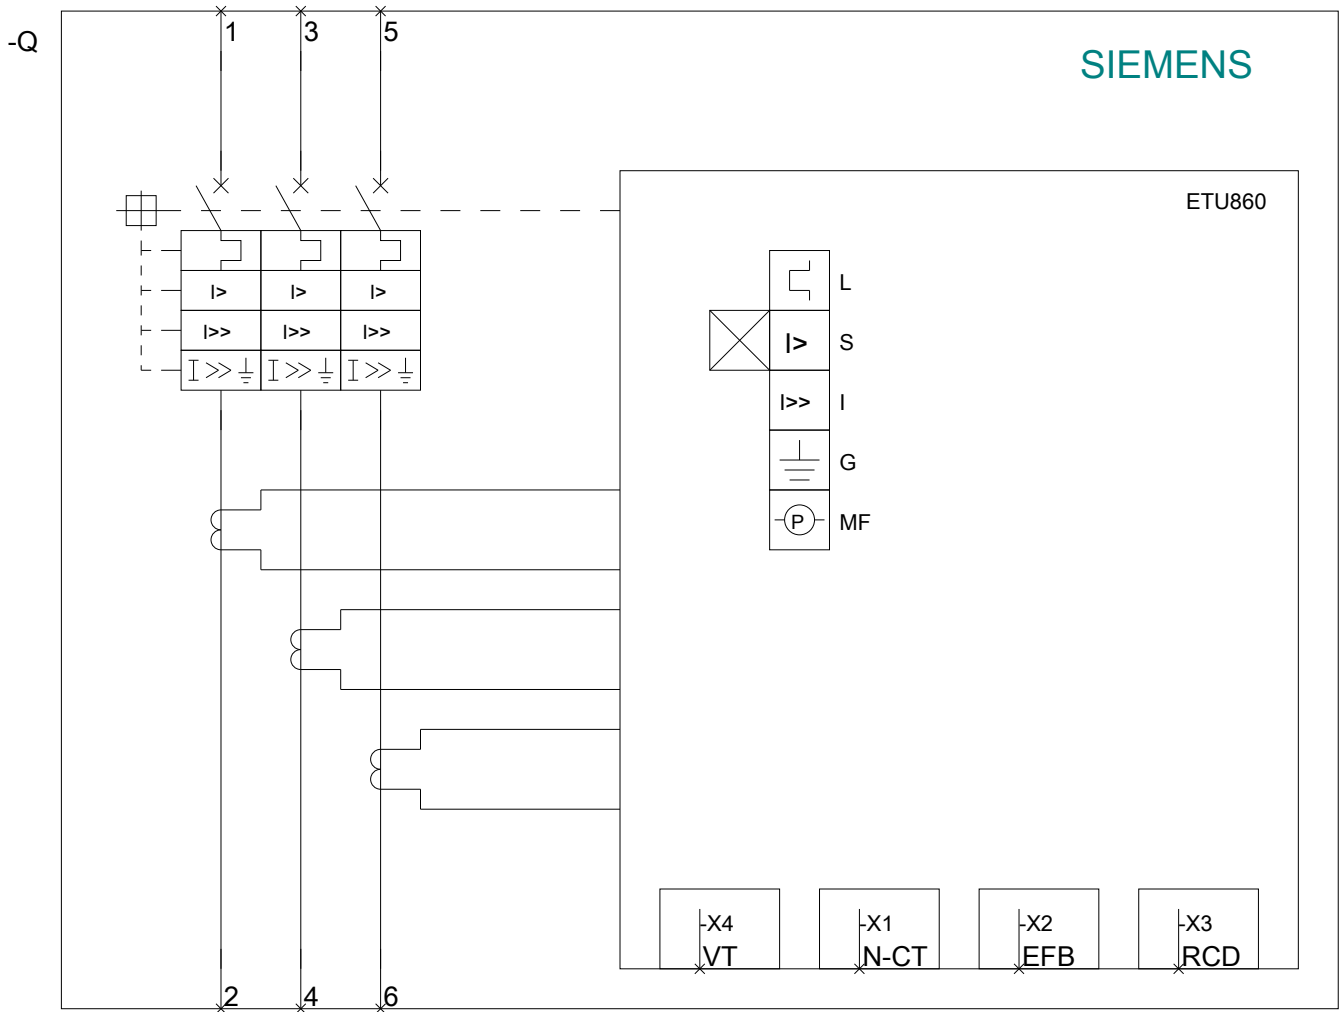 -Q
1 3 5
SIEMENS
ETU860
I> I> I>
I>> I>> I>>
I>> I>> I>>
L
I> S
I>> I
G
P MF
-X4 -X1 -X2 -X3
VT N-CT EFB RCD
2 4 6